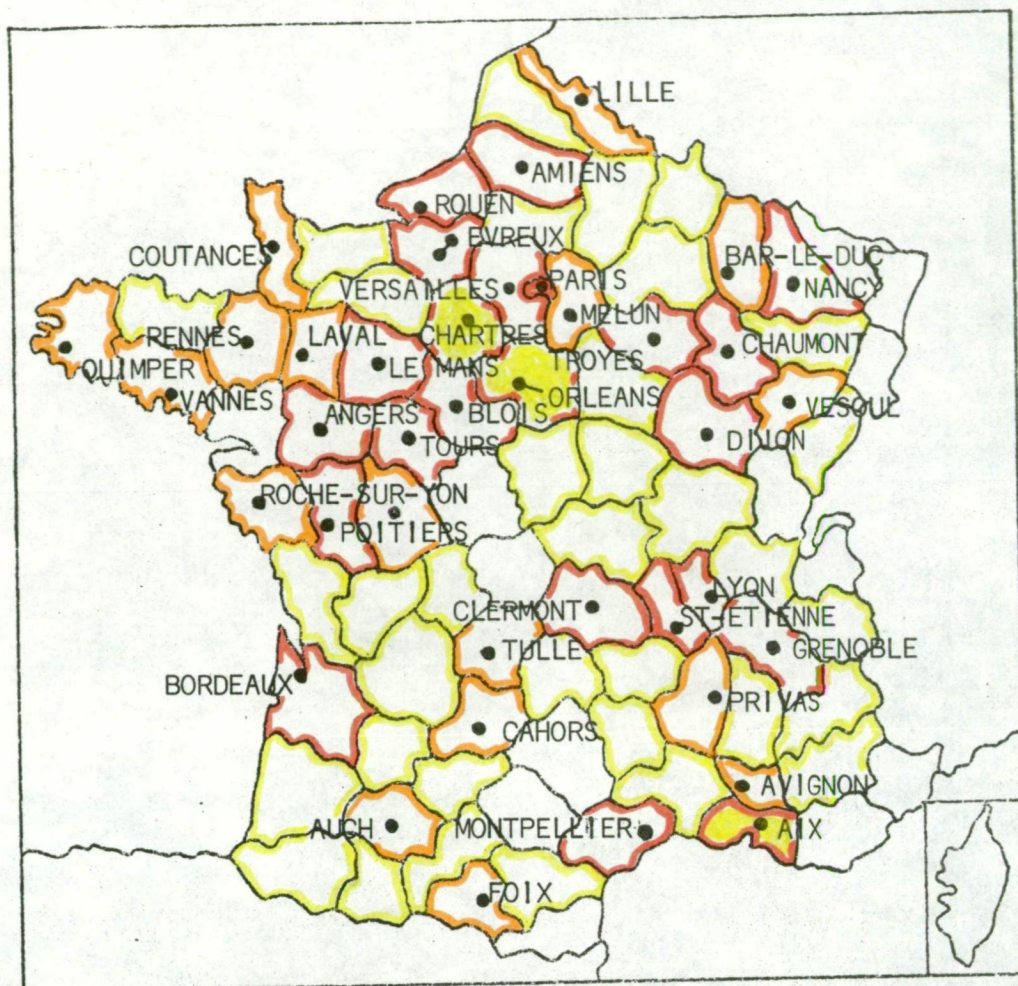 LILLE
AMIENS
ROUEN
EVREUX
COUTANCES
BAR-LE-DUC
VERSAILLES
PARIS
NANCY
MELUN
CHARTRES
RENNES
LAVAL
TROYES
CHAUMONT
QUIMPER
LE MANS
ORLEANS
VANNES
VESOUL
ANGERS
BLOIS
TOURS
DIJON
ROCHE-SUR-YON
POITIERS
LYON
CLERMONT
ST-ETIENNE
TULLE
GRENOBLE
BORDEAUX
PRIVAS
CAHORS
AVIGNON
AUCH
MONTPELLIER
AIX
FOIX